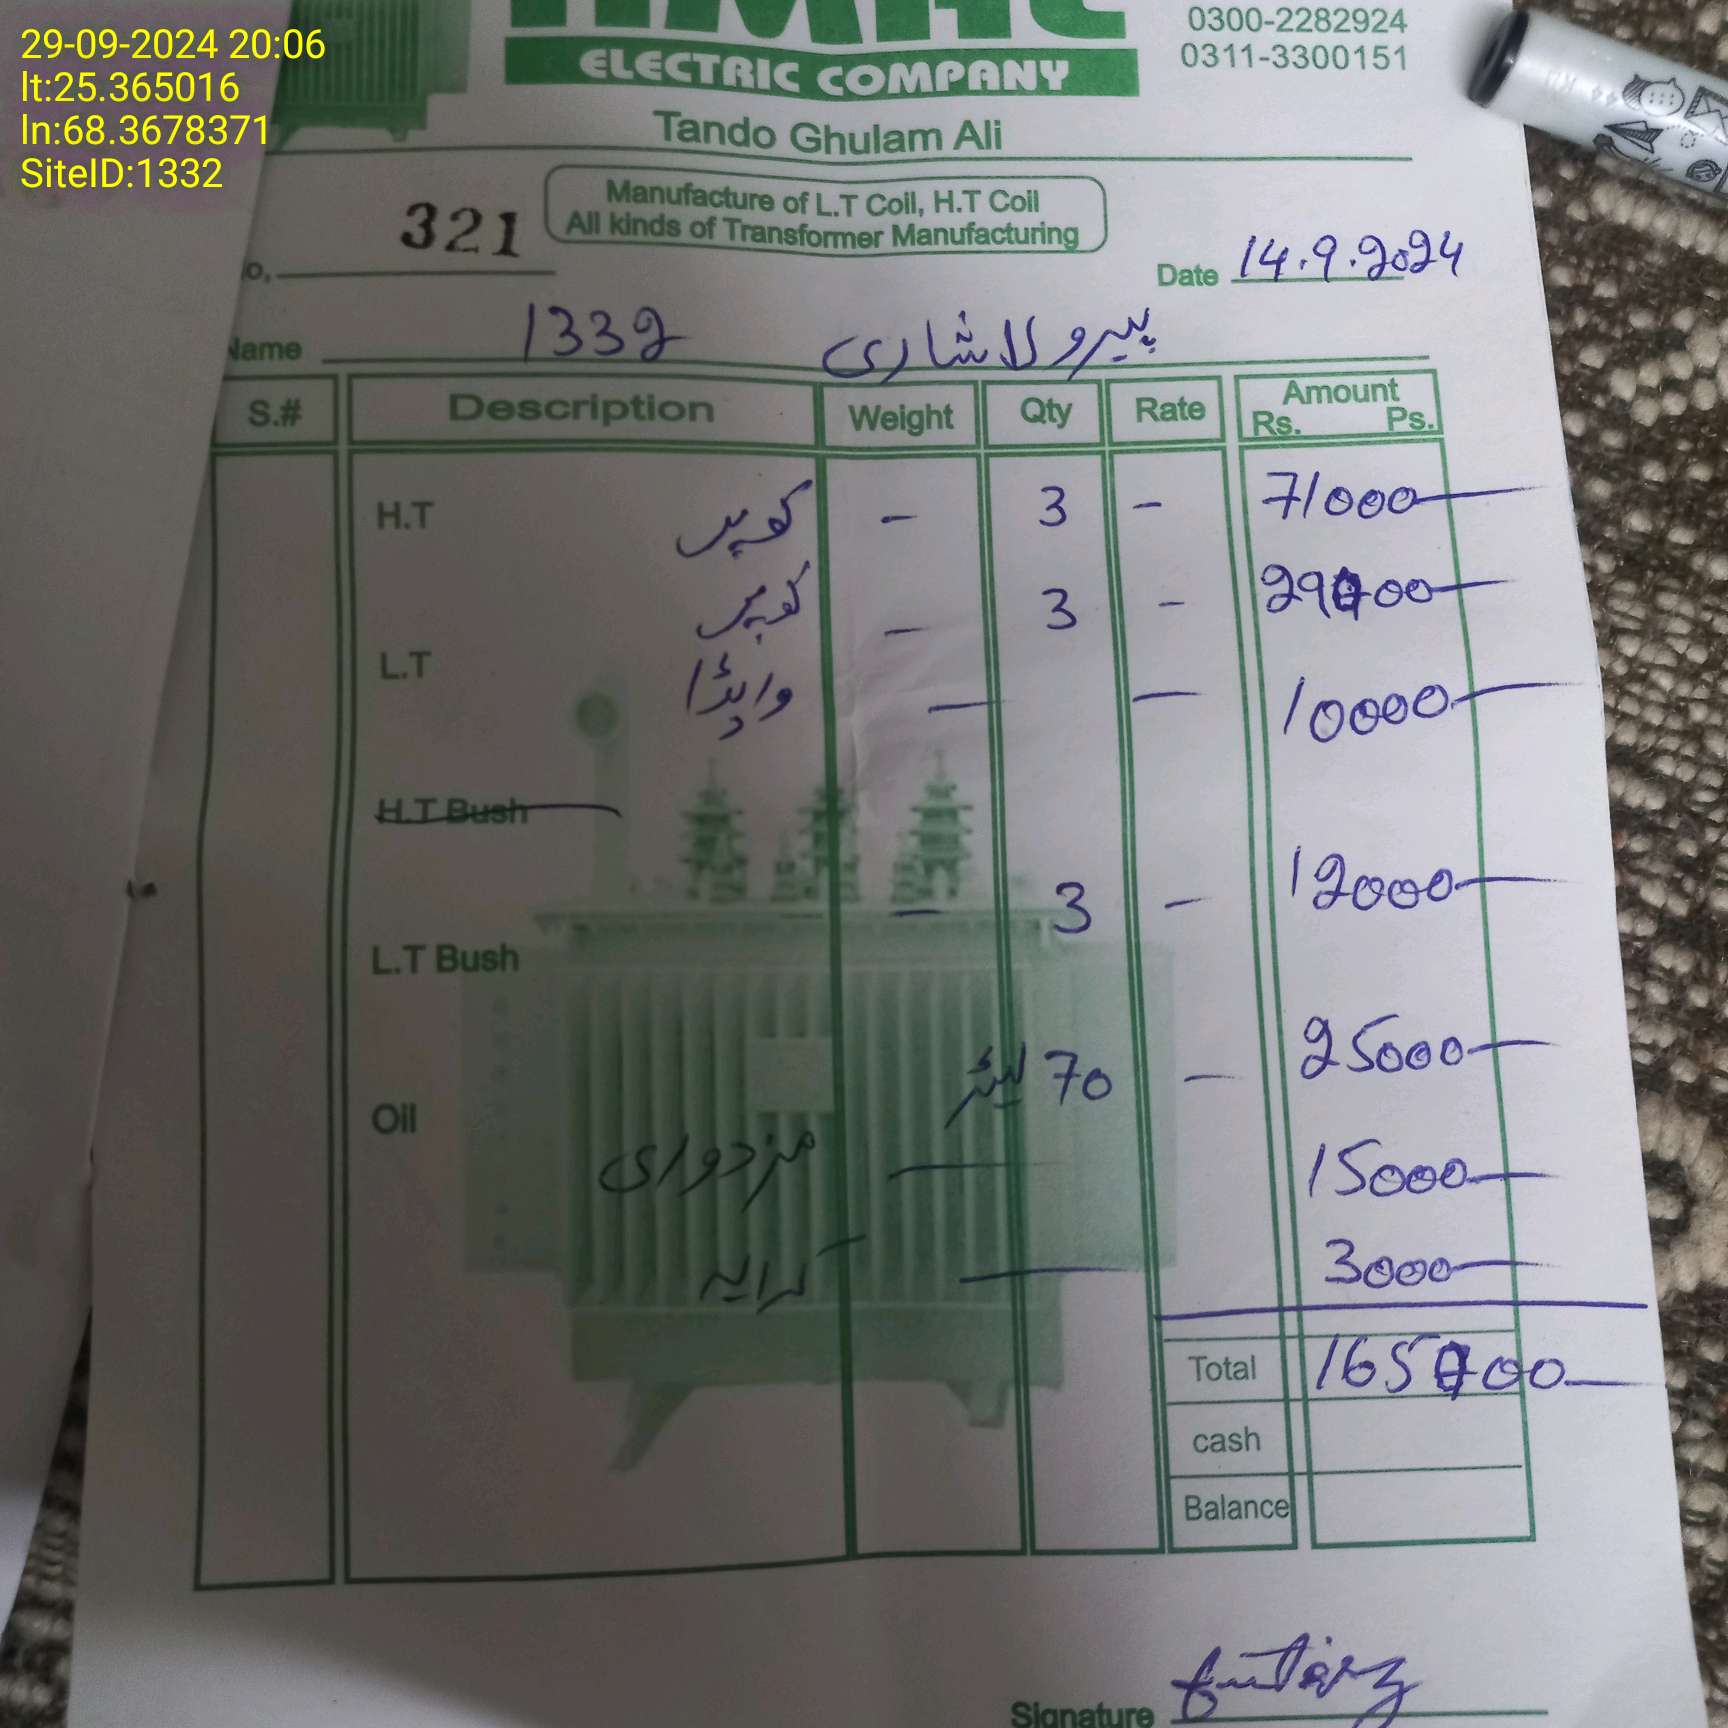 29-09-2024 20:06
lt:25.365016
ln:68.3678371
SiteID:1332
0300-2282924
0311-3300151
ELECTRIC COMPANY
Tando Ghulam Ali
Manufacture of L.T Coil, H.T Coil
All kinds of Transformer Manufacturing
o, 321
Date 14.9.2024
Name 1332 پیرو لاشاری
S.# Description Weight Qty Rate Amount
Rs. Ps.
H.T کوپر - 3 - 71000
کوپر - 3 - 29000
L.T
واپڈا - - 10000
H.T Bush
- 3 - 12000
L.T Bush
70 لیٹر - 25000
Oil
مزدوری - 15000
کرایہ - 3000
Total 165000
cash
Balance
Signature